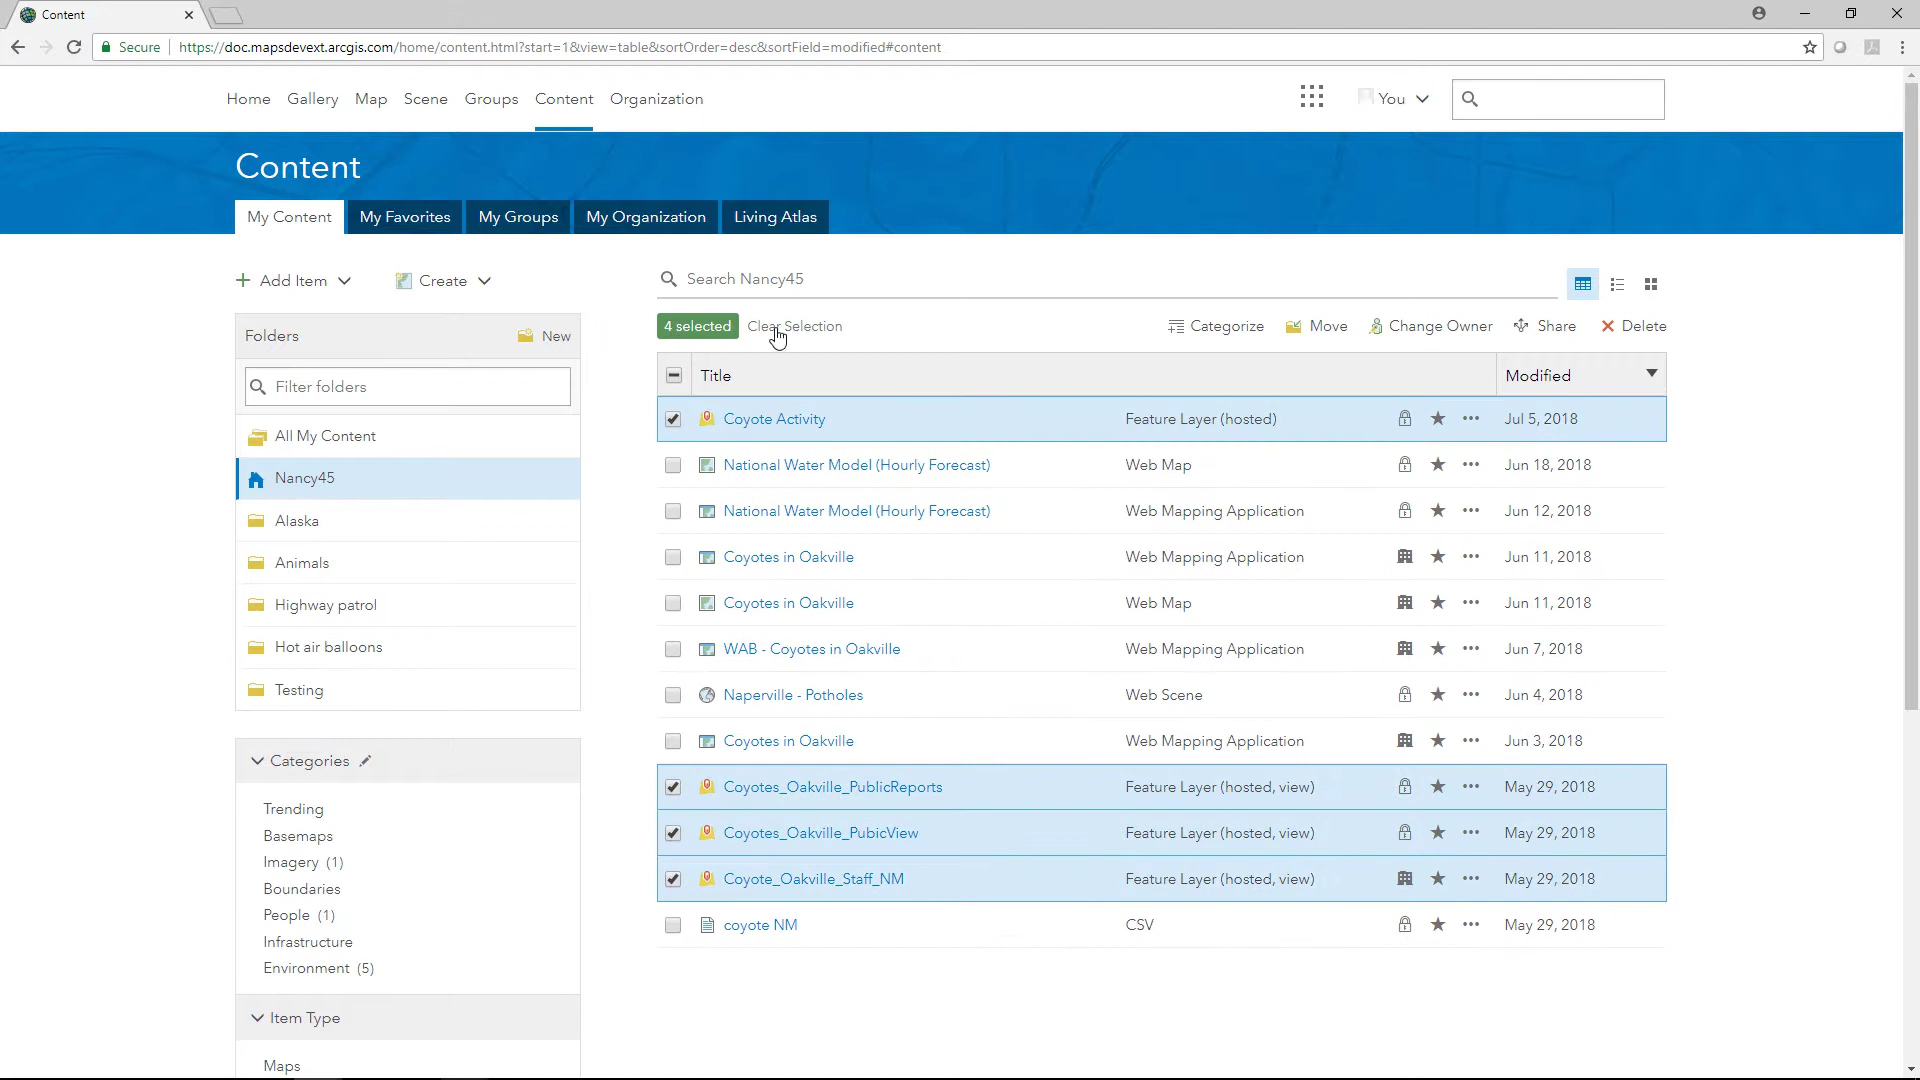 Content
Secure https://doc.mapsdevext.arcgis.com/home/content.html?start=1&view=table&sortOrder=desc&sortField=modified#content
Home Gallery Map Scene Groups Content Organization You
Content
My Content My Favorites My Groups My Organization Living Atlas
Add Item Create Search Nancy45
4 selected Clear Selection Categorize Move Change Owner Share Delete
Folders New
Filter folders
All My Content
Nancy45
Alaska
Animals
Highway patrol
Hot air balloons
Testing
Categories
Trending
Basemaps
Imagery (1)
Boundaries
People (1)
Infrastructure
Environment (5)
Item Type
Maps
Title Modified
Coyote Activity Feature Layer (hosted) Jul 5, 2018
National Water Model (Hourly Forecast) Web Map Jun 18, 2018
National Water Model (Hourly Forecast) Web Mapping Application Jun 12, 2018
Coyotes in Oakville Web Mapping Application Jun 11, 2018
Coyotes in Oakville Web Map Jun 11, 2018
WAB - Coyotes in Oakville Web Mapping Application Jun 7, 2018
Naperville - Potholes Web Scene Jun 4, 2018
Coyotes in Oakville Web Mapping Application Jun 3, 2018
Coyotes_Oakville_PublicReports Feature Layer (hosted, view) May 29, 2018
Coyotes_Oakville_PubicView Feature Layer (hosted, view) May 29, 2018
Coyote_Oakville_Staff_NM Feature Layer (hosted, view) May 29, 2018
coyote NM CSV May 29, 2018